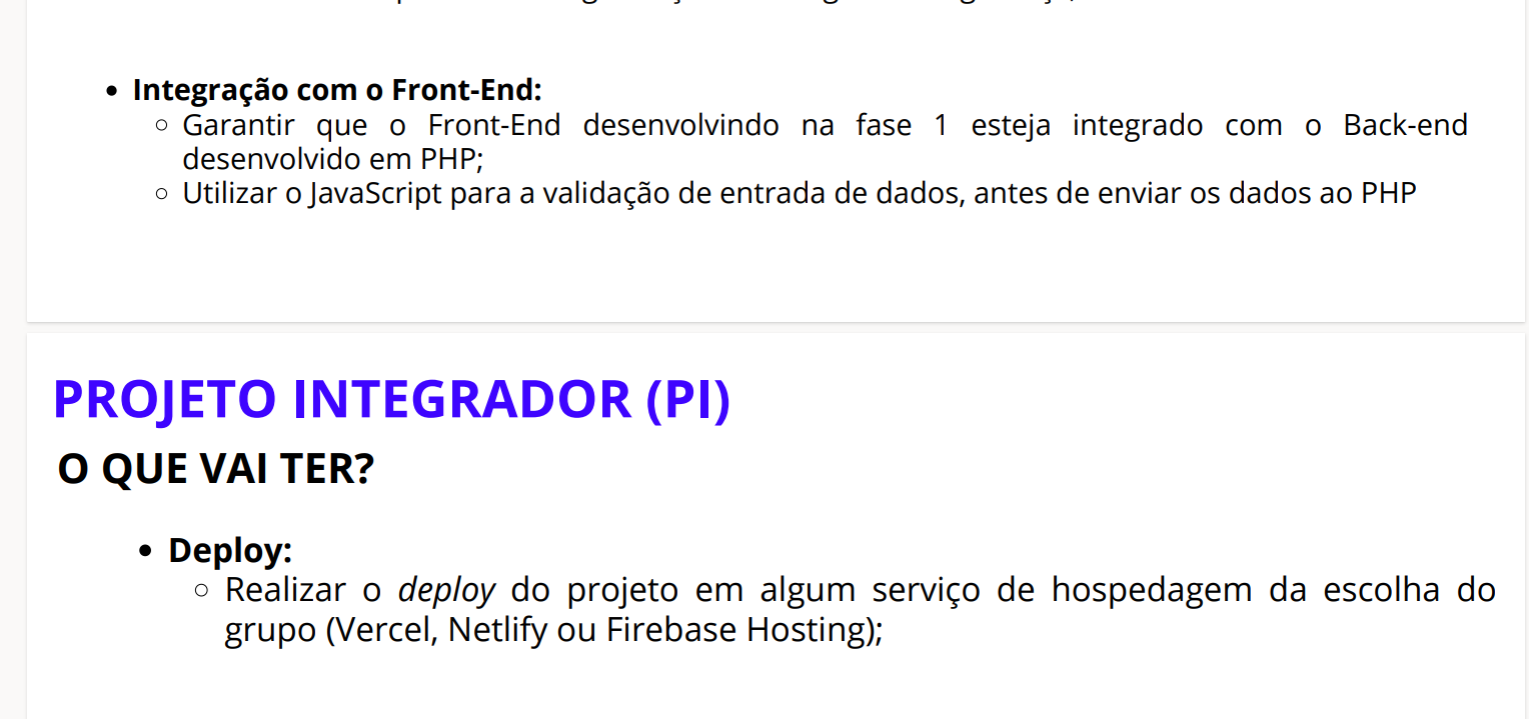 Integração com o Front-End:
Garantir que o Front-End desenvolvindo na fase 1 esteja integrado com o Back-end
desenvolvido em PHP;
Utilizar o JavaScript para a validação de entrada de dados, antes de enviar os dados ao PHP
PROJETO INTEGRADOR (PI)
O QUE VAI TER?
Deploy:
Realizar o deploy do projeto em algum serviço de hospedagem da escolha do
grupo (Vercel, Netlify ou Firebase Hosting);